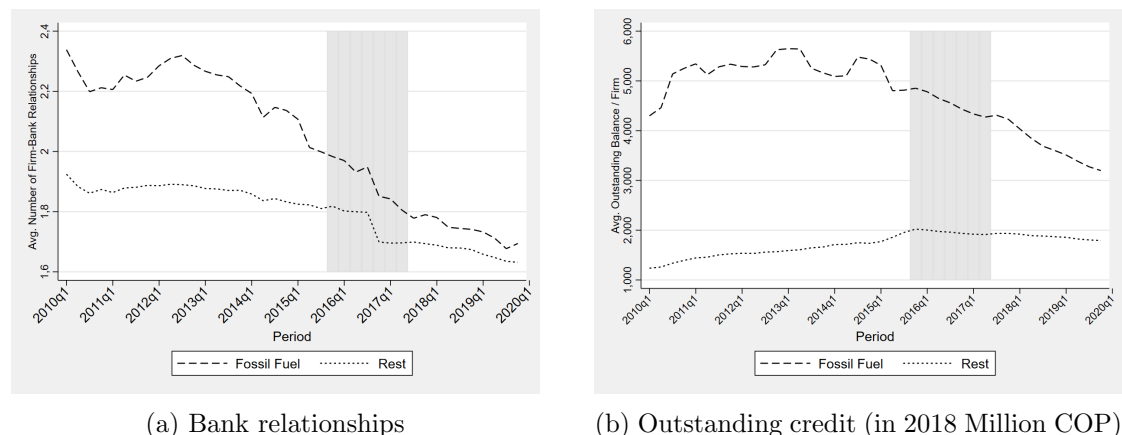 Avg. Number of Firm-Bank Relationships
2,4
2,2
2
1,8
1,6
2010q1
2011q1
2012q1
2013q1
2014q1
2015q1
2016q1
2017q1
2018q1
2019q1
2020q1
Period
Fossil Fuel
Rest
(a) Bank relationships
Avg. Outstanding Balance / Firm
6,000
5,000
4,000
3,000
2,000
1,000
2010q1
2011q1
2012q1
2013q1
2014q1
2015q1
2016q1
2017q1
2018q1
2019q1
2020q1
Period
Fossil Fuel
Rest
(b) Outstanding credit (in 2018 Million COP)